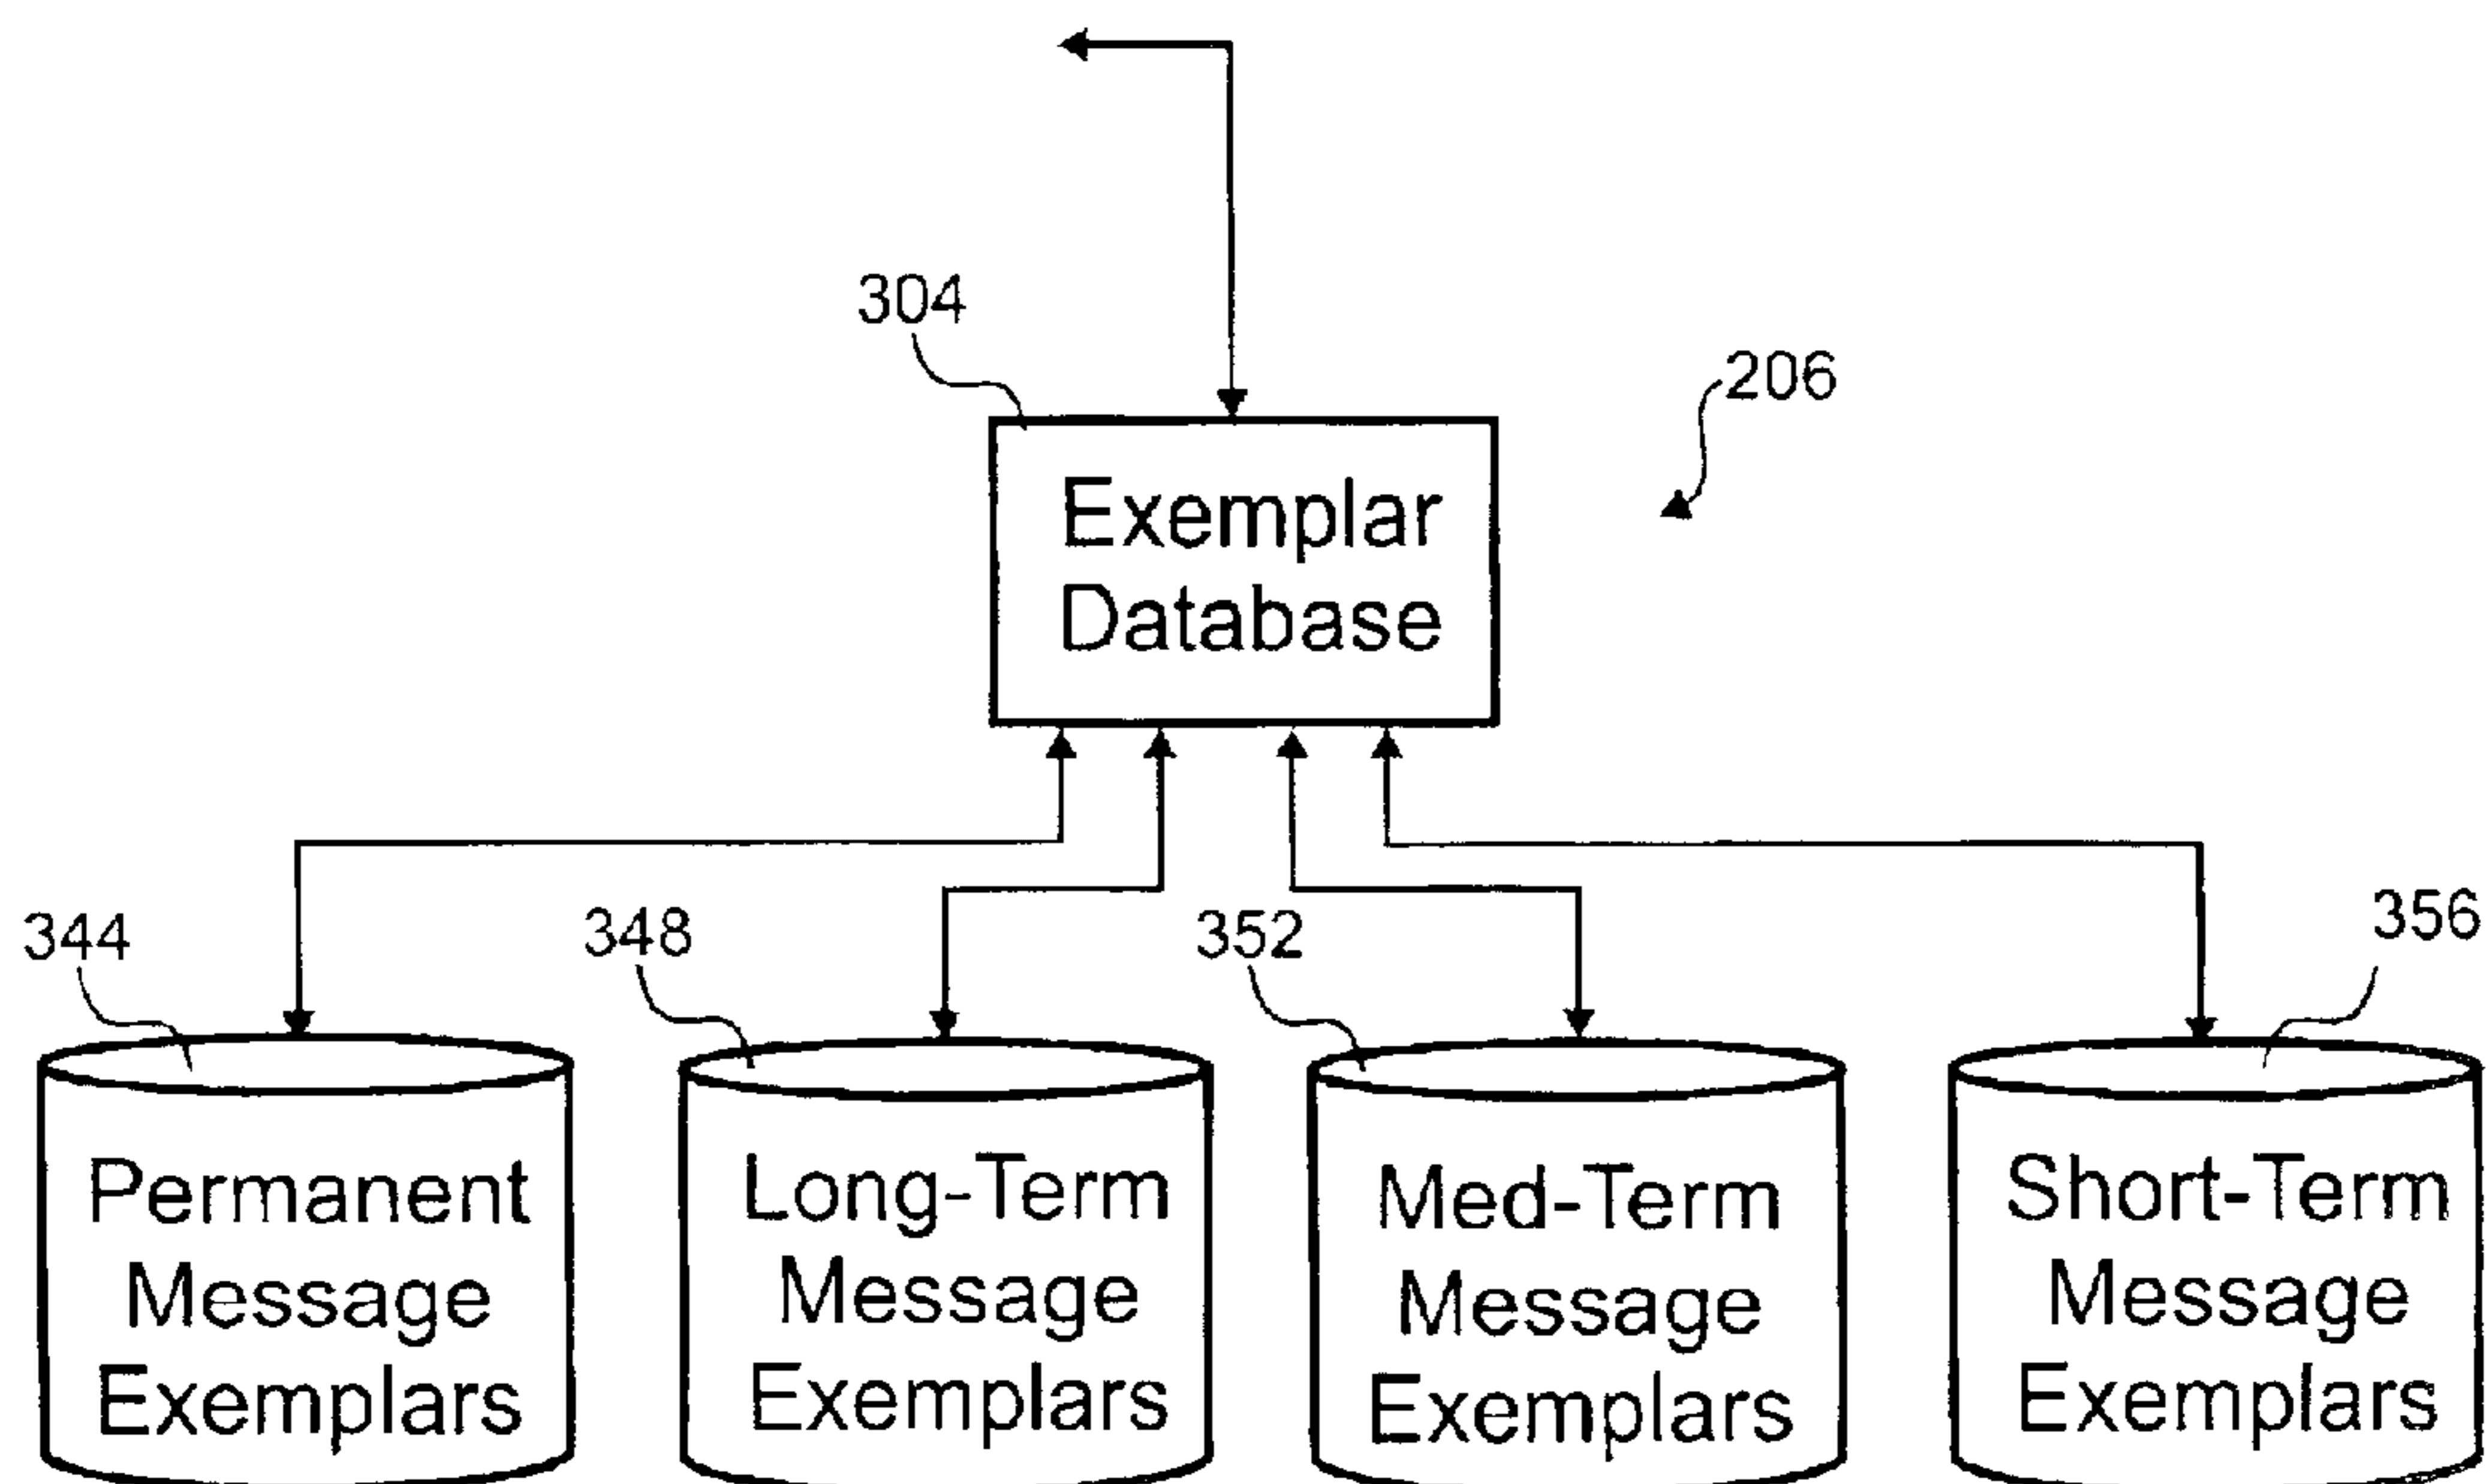 304
206
Exemplar
Database
344
348
352
356
Permanent
Message
Exemplars
Long-Term
Message
Exemplars
Med-Term
Message
Exemplars
Short-Term
Message
Exemplars